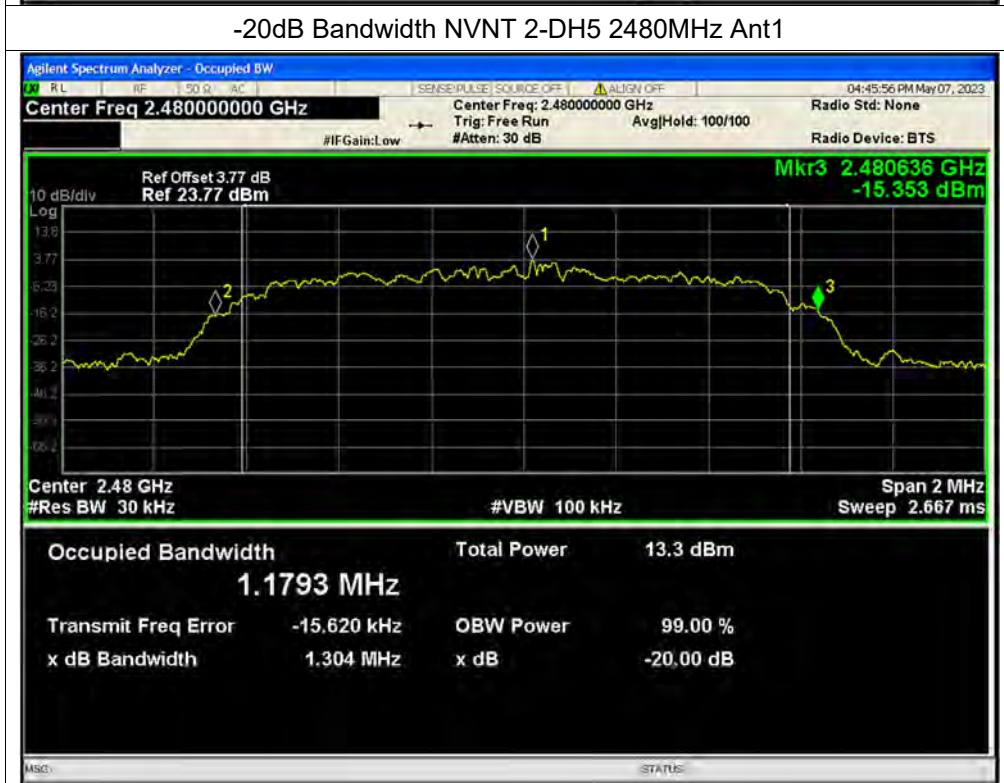 -20dB Bandwidth NVNT 2-DH5 2480MHz Ant1
Agilent Spectrum Analyzer - Occupied BW
RL RF 50 Ω AC SENSE:PULSE SOURCE OFF ALIGN OFF 04:45:56 PM May 07, 2023
Center Freq 2.480000000 GHz Center Freq: 2.480000000 GHz Radio Std: None
Trig: Free Run Avg|Hold: 100/100
#IFGain:Low #Atten: 30 dB Radio Device: BTS
Mkr3 2.480636 GHz
-15.353 dBm
Ref Offset 3.77 dB
10 dB/div Ref 23.77 dBm
Log
13.8
3.77
-6.23
-16.2
-26.2
-36.2
-46.2
-56.2
-66.2
1
2
3
Center 2.48 GHz Span 2 MHz
#Res BW 30 kHz #VBW 100 kHz Sweep 2.667 ms
Occupied Bandwidth Total Power 13.3 dBm
1.1793 MHz
Transmit Freq Error -15.620 kHz OBW Power 99.00 %
x dB Bandwidth 1.304 MHz x dB -20.00 dB
MSG STATUS